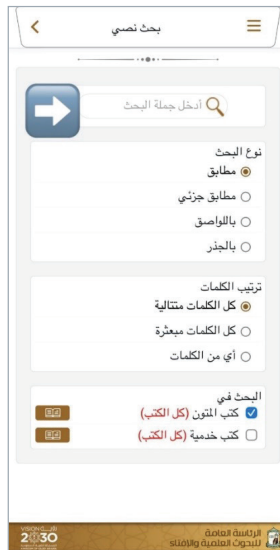 بحث نصي
أدخل جملة البحث
نوع البحث
مطابق
مطابق جزئي
باللواصق
بالجذر
ترتيب الكلمات
كل الكلمات متتالية
كل الكلمات مبعثرة
أي من الكلمات
البحث في
كتب المتون (كل الكتب)
كتب خدمية (كل الكتب)
الرئاسة العامة
للبحوث العلمية والإفتاء
VISION رؤية
2030